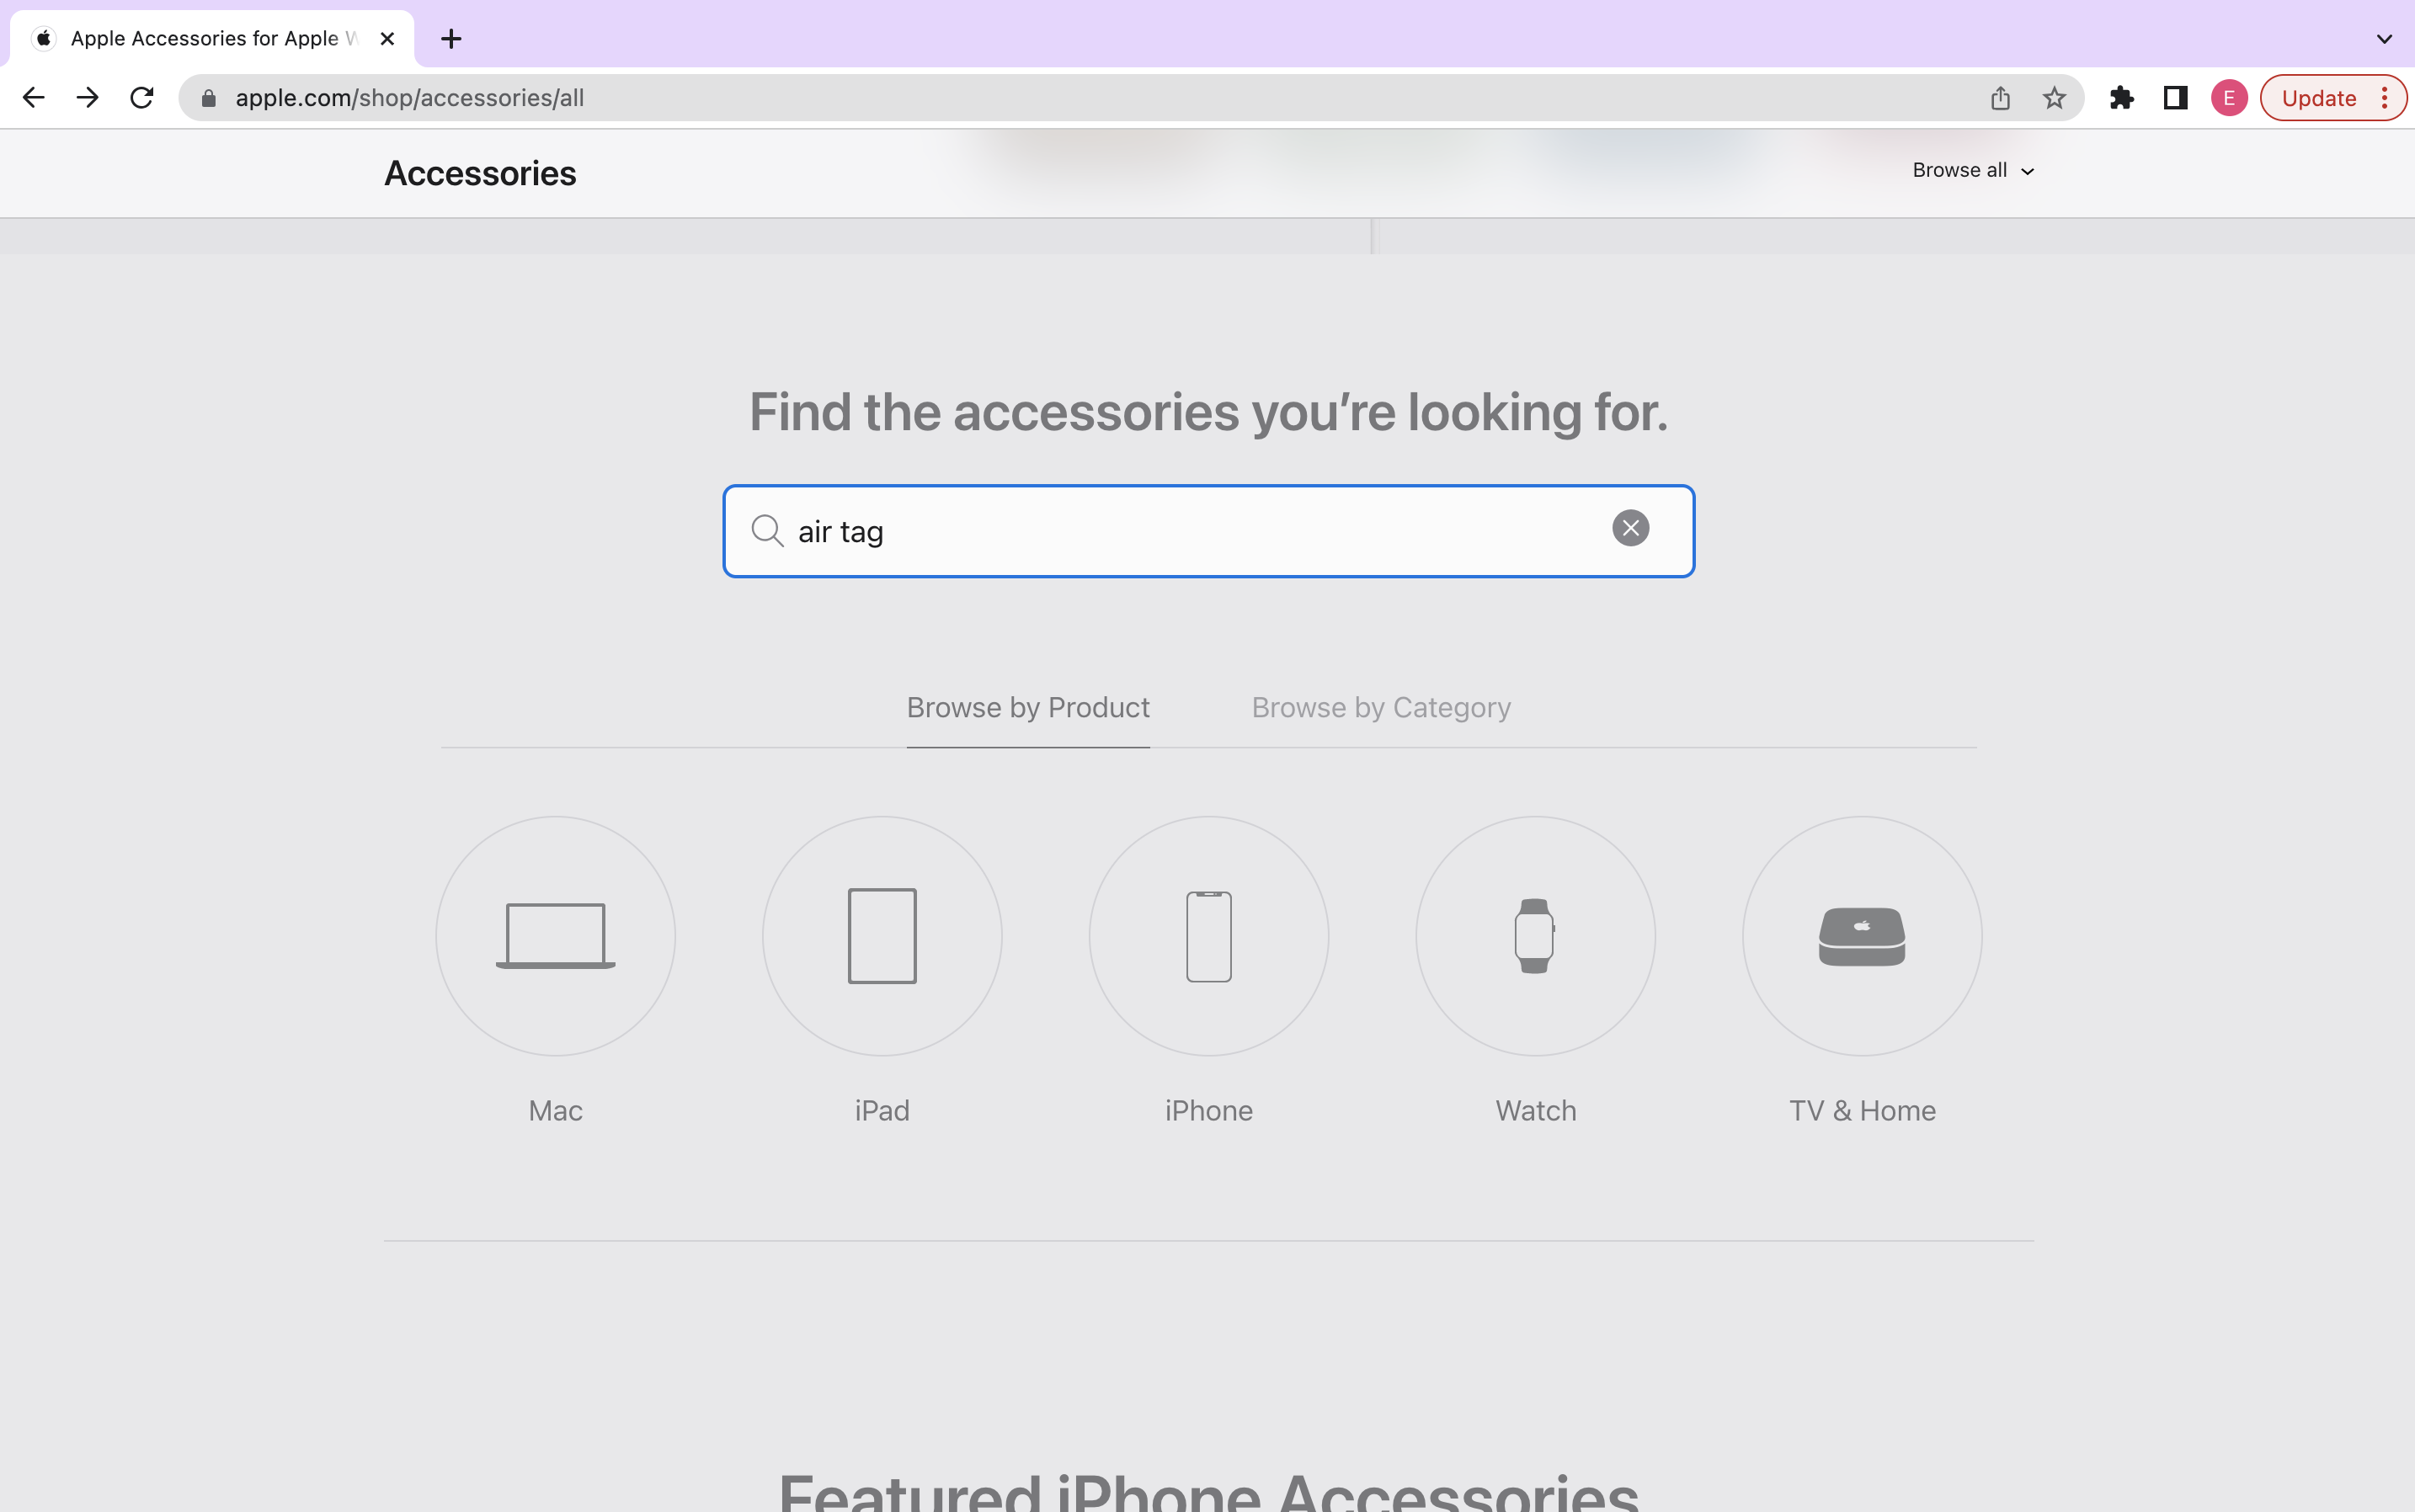 Apple Accessories for Apple W
apple.com/shop/accessories/all
E
Update
Accessories
Browse all
Find the accessories you’re looking for.
air tag
Browse by Product
Browse by Category
Mac
iPad
iPhone
Watch
TV & Home
Featured iPhone Accessories